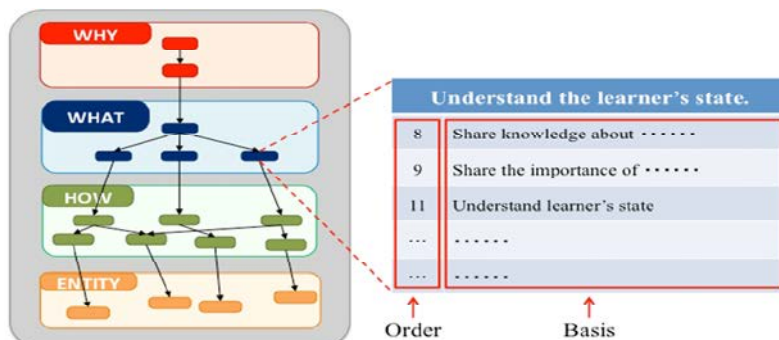 WHY
WHAT
HOW
ENTITY
Understand the learner's state.
8 Share knowledge about ······
9 Share the importance of ······
11 Understand learner's state
... ······
... ······
Order Basis